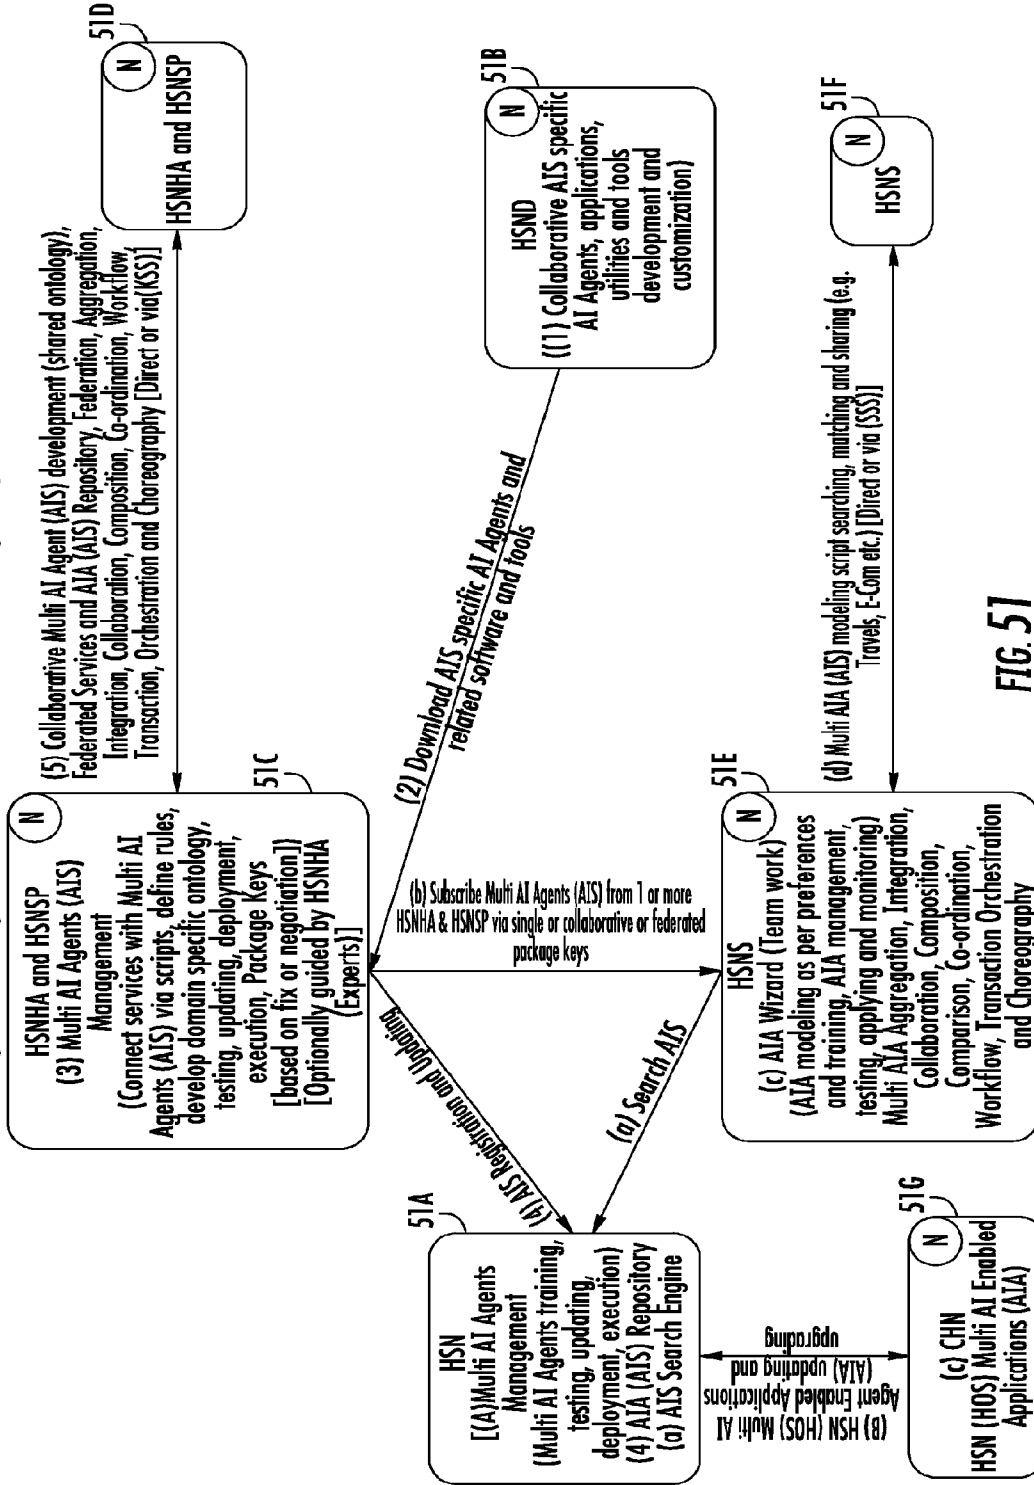 51D
N
HSNHA and HSNSP
(5) Collaborative Multi AI Agent (AIS) development (shared ontology),
Federated Services and AIA (AIS) Repository, Federation, Aggregation,
Integration, Collaboration, Composition, Co-ordination, Workflow,
Transaction, Orchestration and Choreography [Direct or via(KSS)]
N
HSNHA and HSNSP
(3) Multi AI Agents (AIS)
Management
(Connect services with Multi AI
Agents (AIS) via scripts, define rules,
develop domain specific ontology,
testing, updating, deployment,
execution, Package Keys
[based on fix or negotiation])
[Optionally guided by HSNHA
(Experts)]
51C
51B
N
HSND
((1) Collaborative AIS specific
AI Agents, applications,
utilities and tools
development and
customization)
(2) Download AIS specific AI Agents and
related software and tools
(b) Subscribe Multi AI Agents (AIS) from 1 or more
HSNHA & HSNSP via single or collaborative or federated
package keys
(4) AIS Registration and Updating
(a) Search AIS
51A
HSN
[(A)Multi AI Agents
Management
(Multi AI Agents training,
testing, updating,
deployment, execution)
(4) AIA (AIS) Repository
(a) AIS Search Engine
51E
N
HSNS
(c) AIA Wizard (Team work)
(AIA modeling as per preferences
and training, AIA management,
testing, applying and monitoring)
Multi AIA Aggregation, Integration,
Collaboration, Composition,
Comparison, Co-ordination,
Workflow, Transaction Orchestration
and Choreography
51F
N
HSNS
(d) Multi AIA (AIS) modeling script searching, matching and sharing (e.g.
Travels, E-Com etc.) [Direct or via (SSS)]
(B) HSN (HOS) Multi AI
Agent Enabled Applications
(AIA) updating and
upgrading
51G
N
(c) CHN
HSN (HOS) Multi AI Enabled
Applications (AIA)
FIG. 51